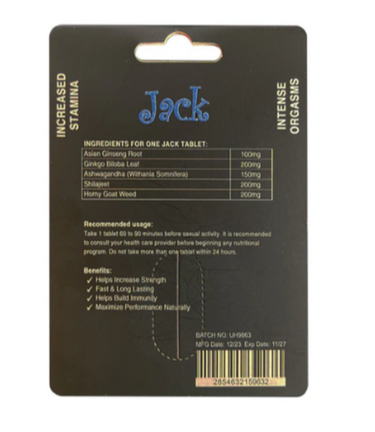 INCREASED
STAMINA
Jack
INTENSE
ORGASMS
INGREDIENTS FOR ONE JACK TABLET:
Asian Ginseng Root 100mg
Ginkgo Biloba Leaf 200mg
Ashwagandha (Withania Somnifera) 150mg
Shilajeet 200mg
Horny Goat Weed 200mg
Recommended usage:
Take 1 tablet 60 to 90 minutes before sexual activity. It is recommended
to consult your health care provider before beginning any nutritional
program. Do not take more than one tablet within 24 hours.
Benefits:
✓ Helps Increase Strength
✓ Fast & Long Lasting
✓ Helps Build Immunity
✓ Maximize Performance Naturally
BATCH NO: UH9863
MFG Date: 12/23 Exp Date: 11/27
2854632159632